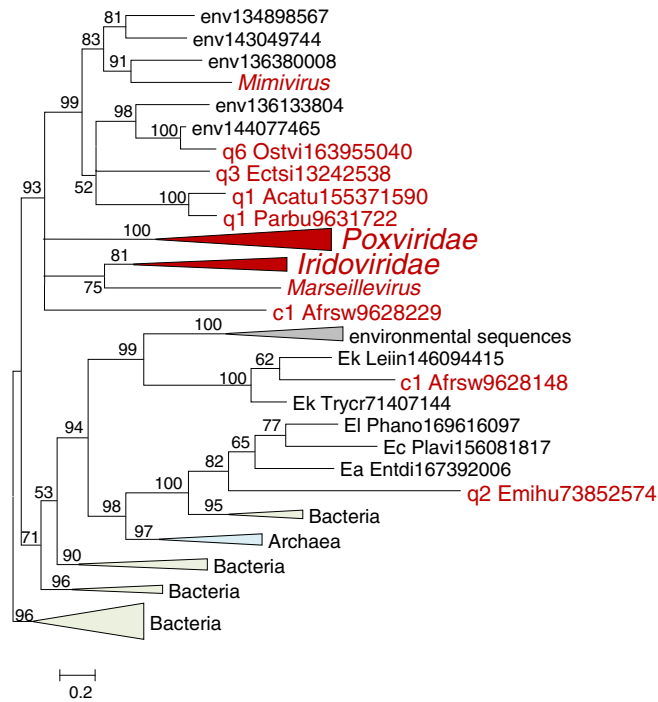 81
env134898567
83
env143049744
env136380008
91
Mimivirus
99
env136133804
98
env144077465
100
q6 Ostvi163955040
q3 Ectsi13242538
52
q1 Acatu155371590
100
q1 Parbu9631722
93
100
Poxviridae
81
Iridoviridae
75
Marseillevirus
c1 Afrsw9628229
100
environmental sequences
99
Ek Leiin146094415
62
c1 Afrsw9628148
100
Ek Trycr71407144
94
El Phano169616097
77
Ec Plavi156081817
65
Ea Entdi167392006
82
100
q2 Emihu73852574
53
98
95
Bacteria
97
Archaea
71
90
Bacteria
96
Bacteria
96
Bacteria
0.2